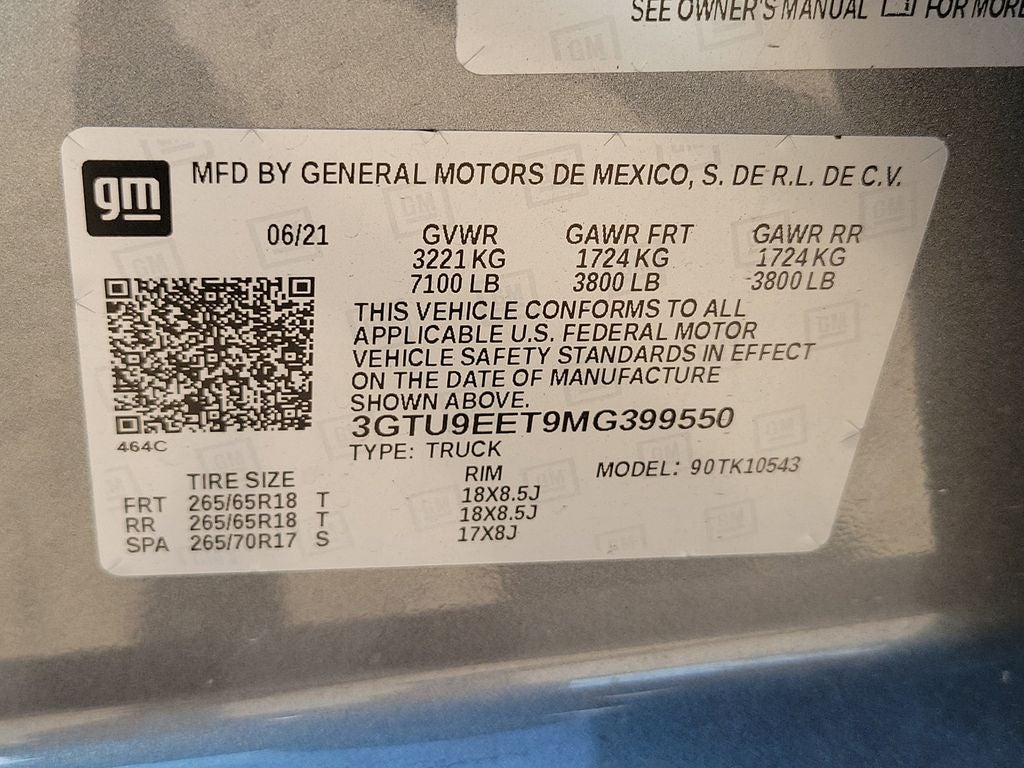 SEE OWNER'S MANUAL FOR MORE
gm
MFD BY GENERAL MOTORS DE MEXICO, S. DE R.L. DE C.V.
06/21 GVWR GAWR FRT GAWR RR
3221 KG 1724 KG 1724 KG
7100 LB 3800 LB 3800 LB
THIS VEHICLE CONFORMS TO ALL
APPLICABLE U.S. FEDERAL MOTOR
VEHICLE SAFETY STANDARDS IN EFFECT
ON THE DATE OF MANUFACTURE
SHOWN ABOVE.
3GTU9EET9MG399550
464C
TYPE: TRUCK
MODEL: 90TK10543
TIRE SIZE RIM
FRT 265/65R18 T 18X8.5J
RR 265/65R18 T 18X8.5J
SPA 265/70R17 S 17X8J